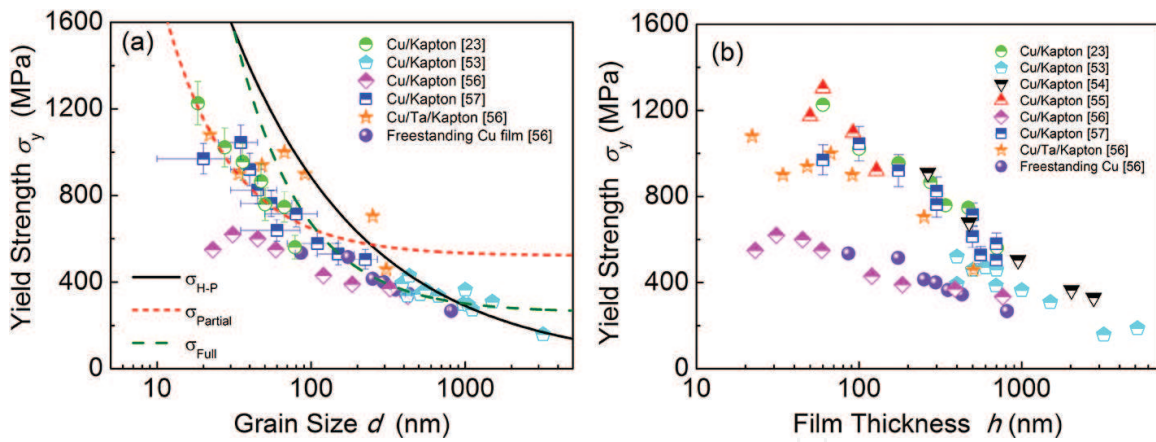 (a)
1600
1200
800
400
0
Yield Strength σy (MPa)
Cu/Kapton [23]
Cu/Kapton [53]
Cu/Kapton [56]
Cu/Kapton [57]
Cu/Ta/Kapton [56]
Freestanding Cu film [56]
σH-P
σPartial
σFull
10
100
1000
Grain Size d (nm)
(b)
1600
1200
800
400
0
Yield Strength σy (MPa)
Cu/Kapton [23]
Cu/Kapton [53]
Cu/Kapton [54]
Cu/Kapton [55]
Cu/Kapton [56]
Cu/Kapton [57]
Cu/Ta/Kapton [56]
Freestanding Cu [56]
10
100
1000
Film Thickness h (nm)